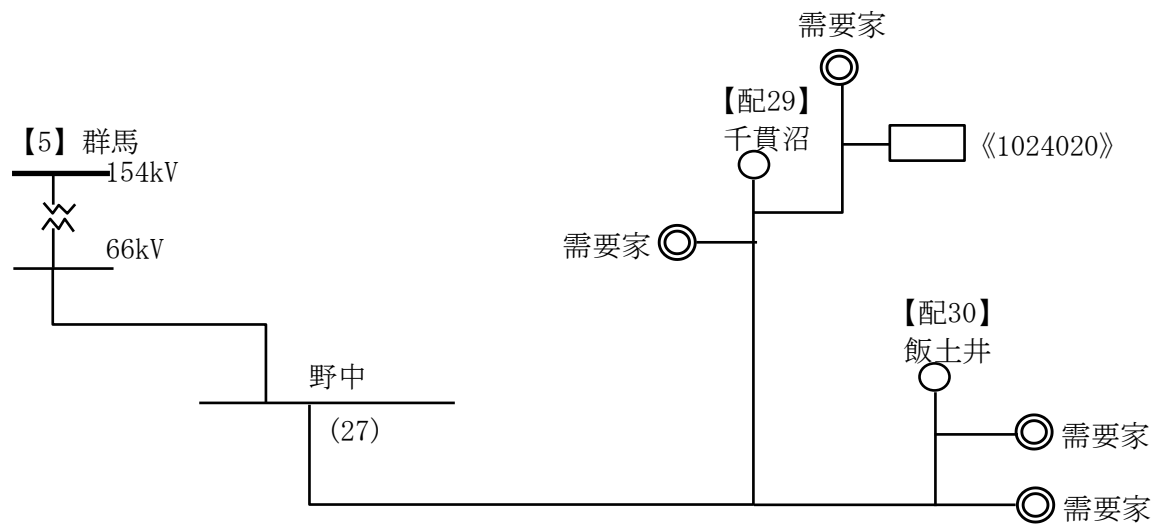 需要家
【配29】
千貫沼
【5】群馬
154kV
《1024020》
需要家
66kV
【配30】
飯土井
野中
(27)
需要家
需要家